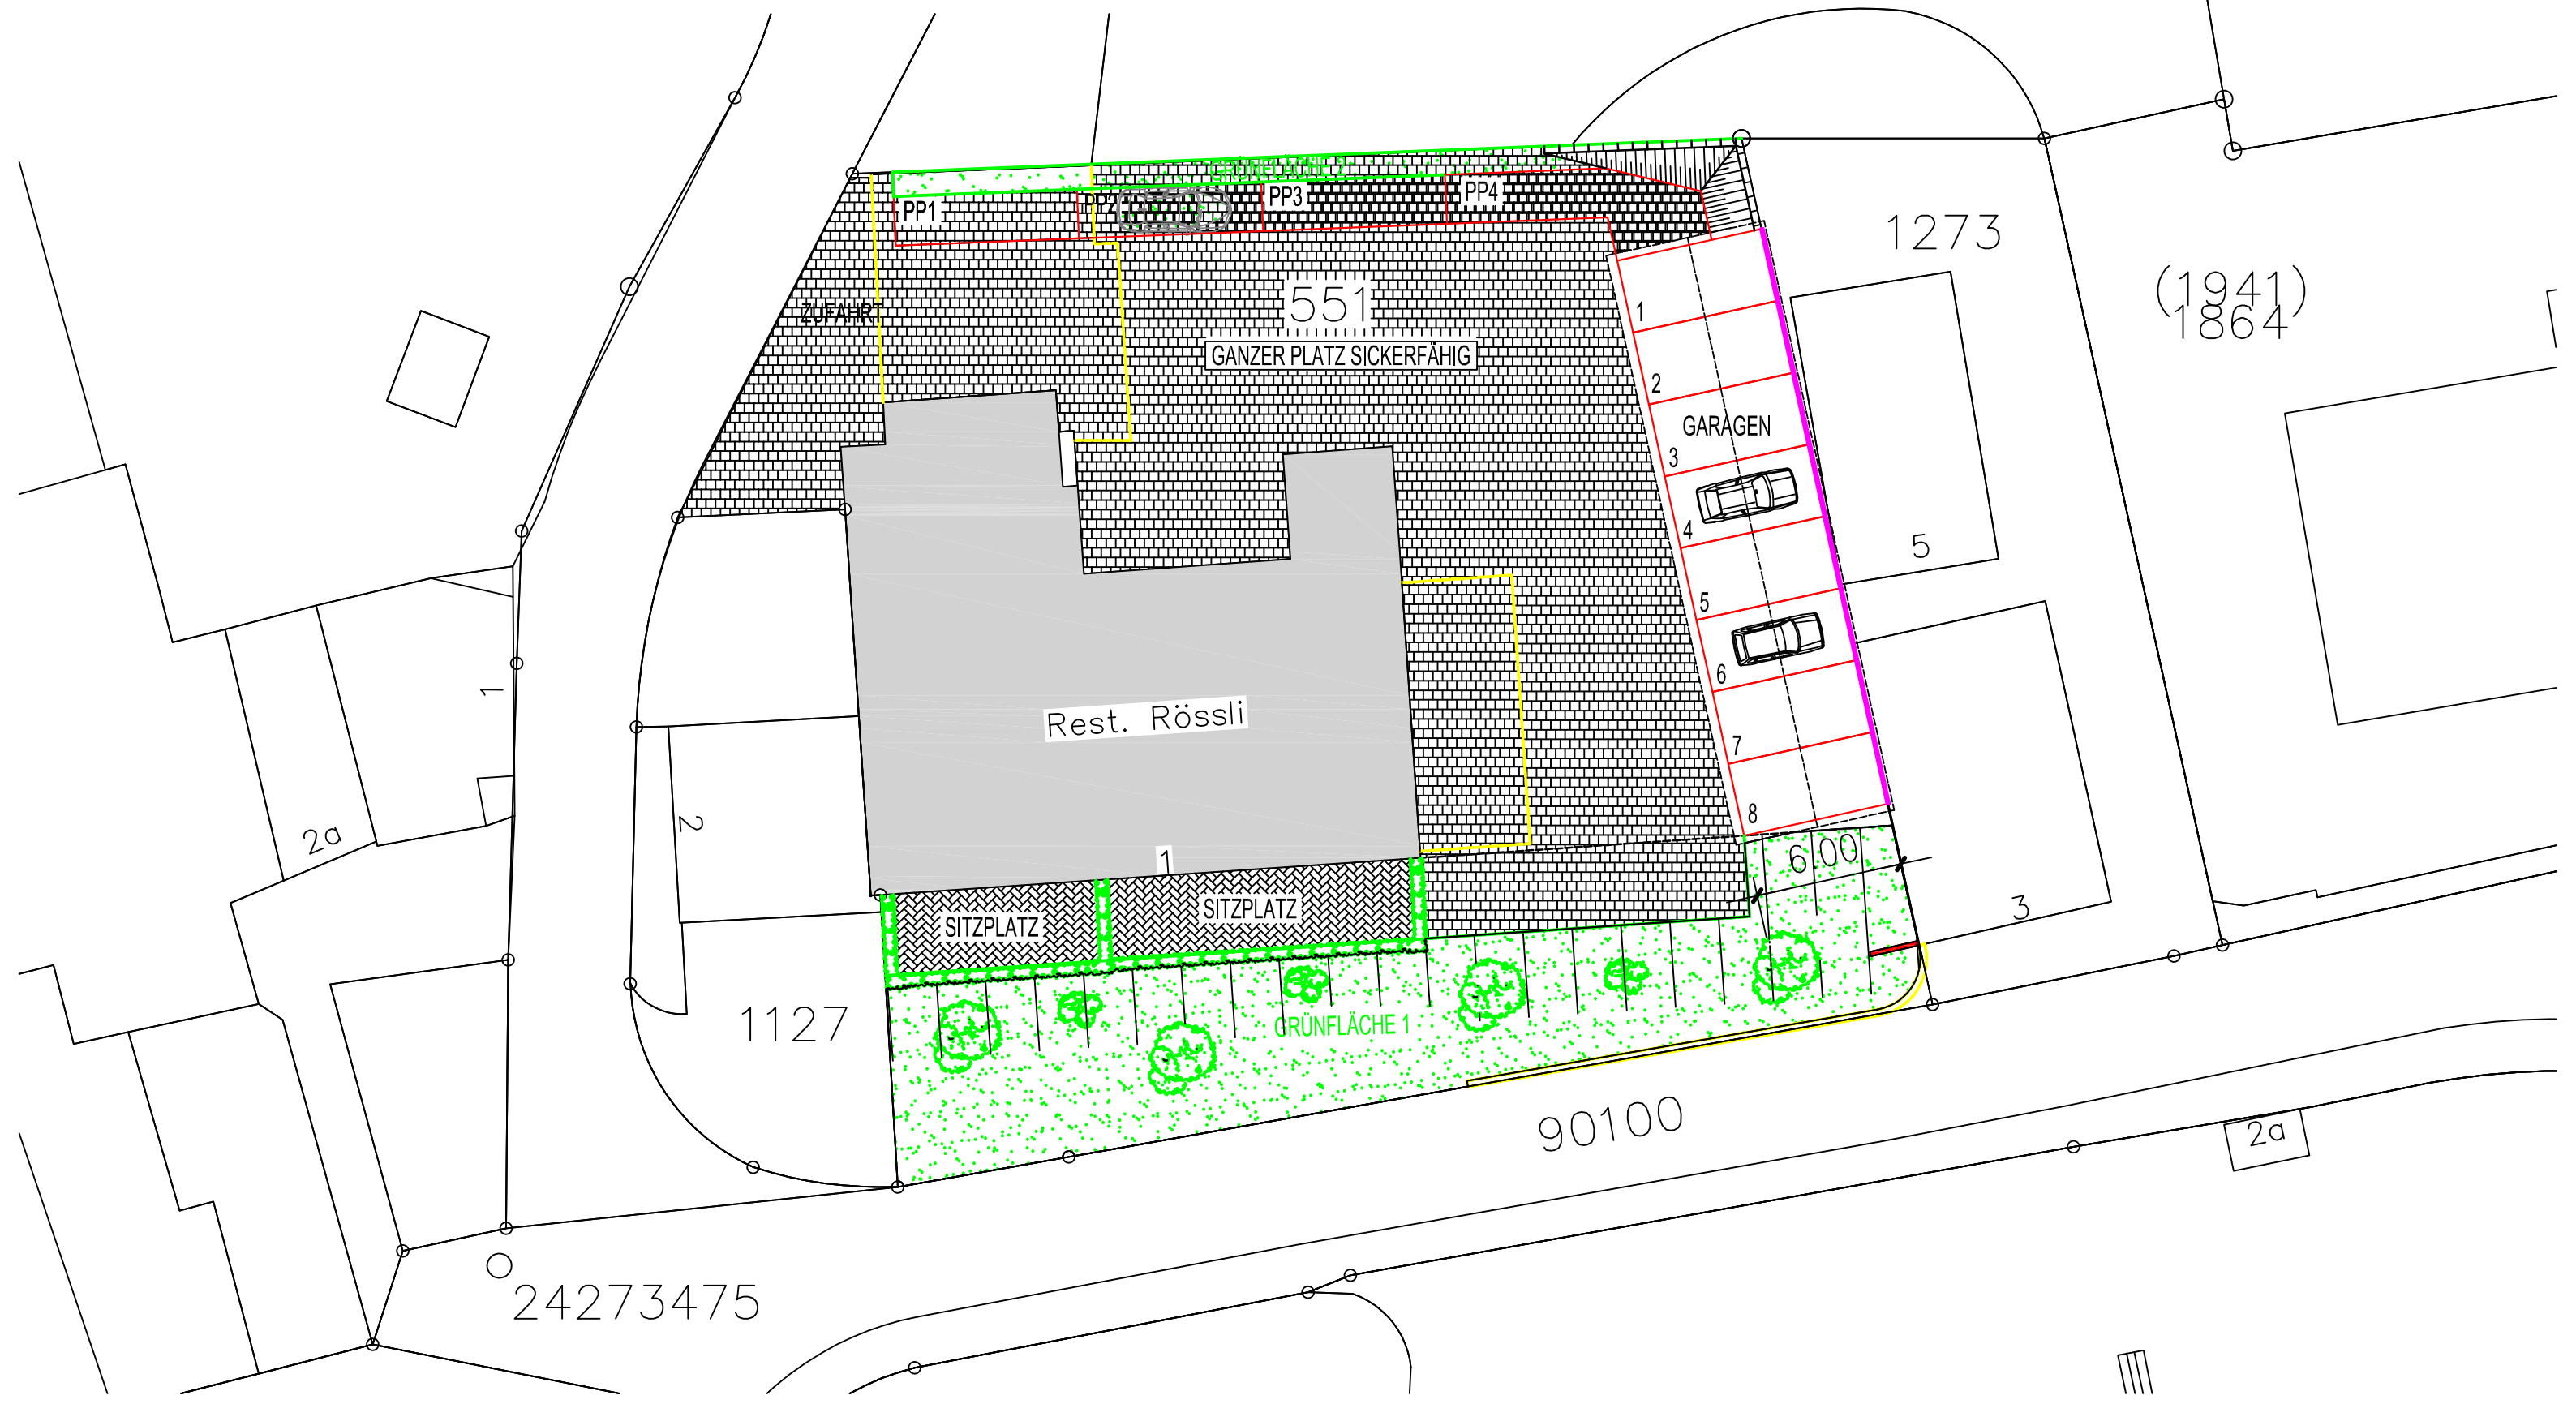 GRÜNFLÄCHE 2
PP1
PP2
PP3
PP4
1273
(1941)
1864
551
ZUFAHRT
GANZER PLATZ SICKERFÄHIG
1
2
GARAGEN
3
4
5
6
7
8
5
1
Rest. Rössli
2a
2
1
6.00
SITZPLATZ
SITZPLATZ
3
1127
GRÜNFLÄCHE 1
90100
2a
24273475